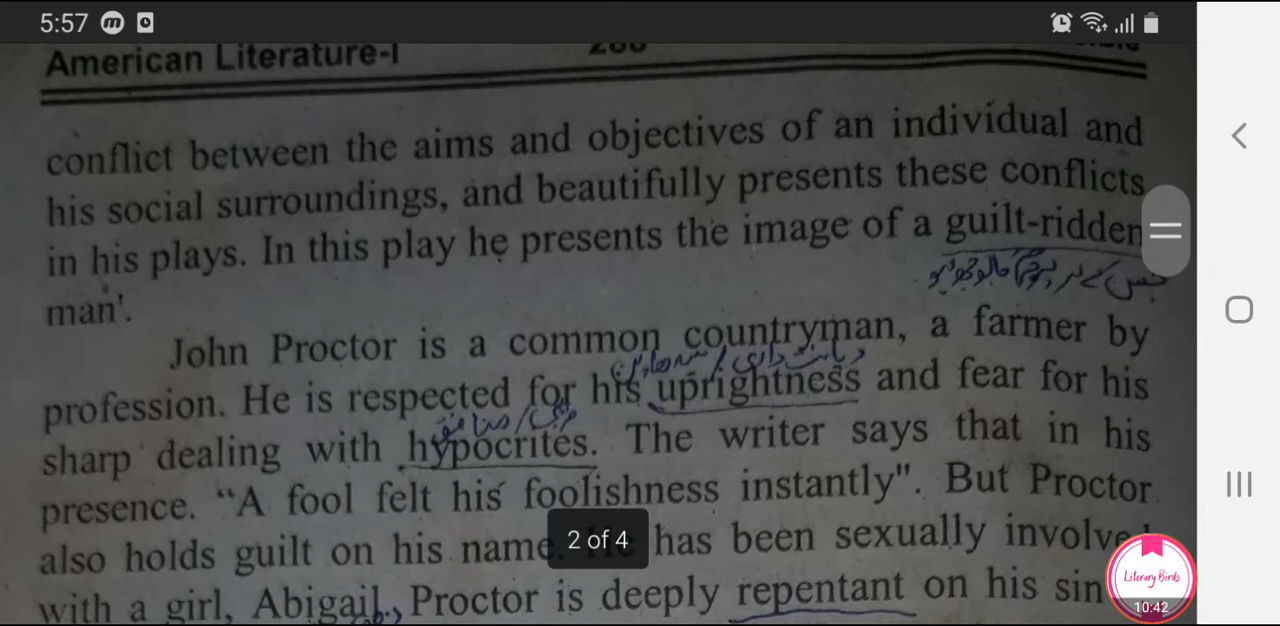 5:57
American Literature-I
conflict between the aims and objectives of an individual and
his social surroundings, and beautifully presents these conflicts
in his plays. In this play he presents the image of a guilt-ridden
man'.
John Proctor is a common countryman, a farmer by
profession. He is respected for his uprightness and fear for his
sharp dealing with hypocrites. The writer says that in his
presence. “A fool felt his foolishness instantly". But Proctor
also holds guilt on his name. has been sexually
2 of 4
with a girl, Abigail., Proctor is deeply repentant on his sin
Literary Birds
10:42